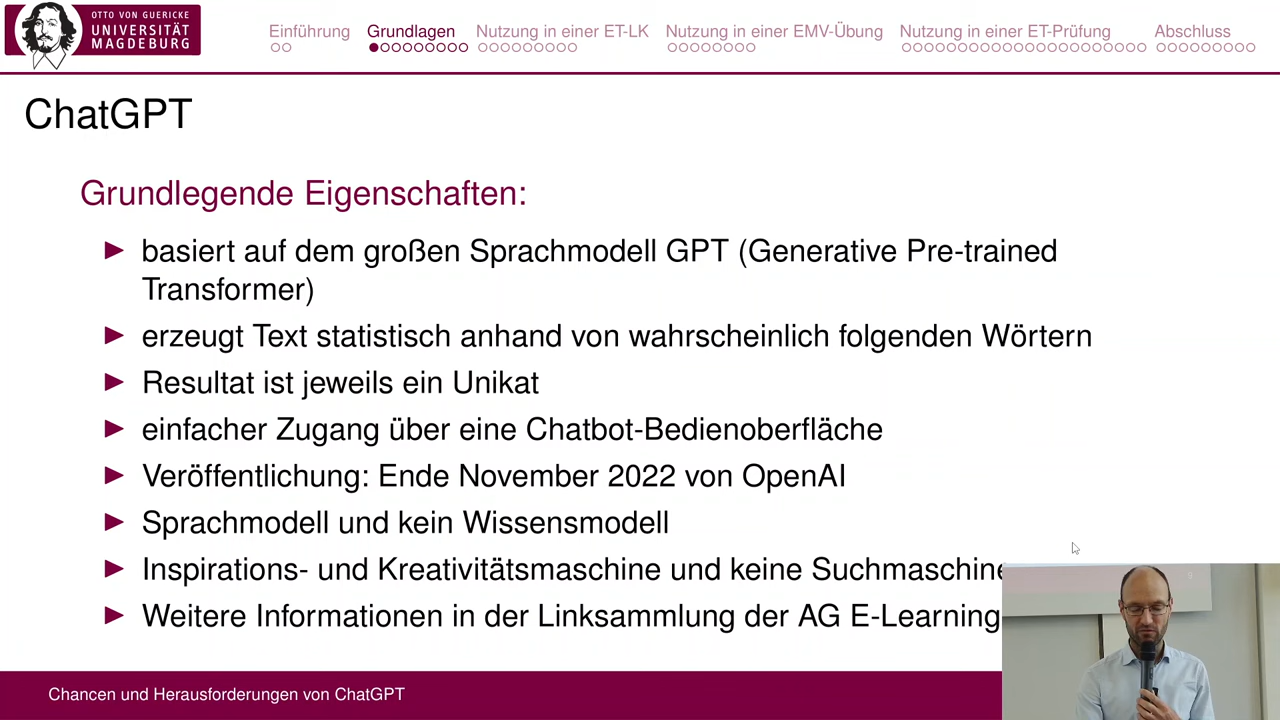 OTTO VON GUERICKE
UNIVERSITÄT
MAGDEBURG
Einführung Grundlagen Nutzung in einer ET-LK Nutzung in einer EMV-Übung Nutzung in einer ET-Prüfung Abschluss
ChatGPT
Grundlegende Eigenschaften:
basiert auf dem großen Sprachmodell GPT (Generative Pre-trained
Transformer)
erzeugt Text statistisch anhand von wahrscheinlich folgenden Wörtern
Resultat ist jeweils ein Unikat
einfacher Zugang über eine Chatbot-Bedienoberfläche
Veröffentlichung: Ende November 2022 von OpenAI
Sprachmodell und kein Wissensmodell
Inspirations- und Kreativitätsmaschine und keine Suchmaschine
Weitere Informationen in der Linksammlung der AG E-Learning
Chancen und Herausforderungen von ChatGPT